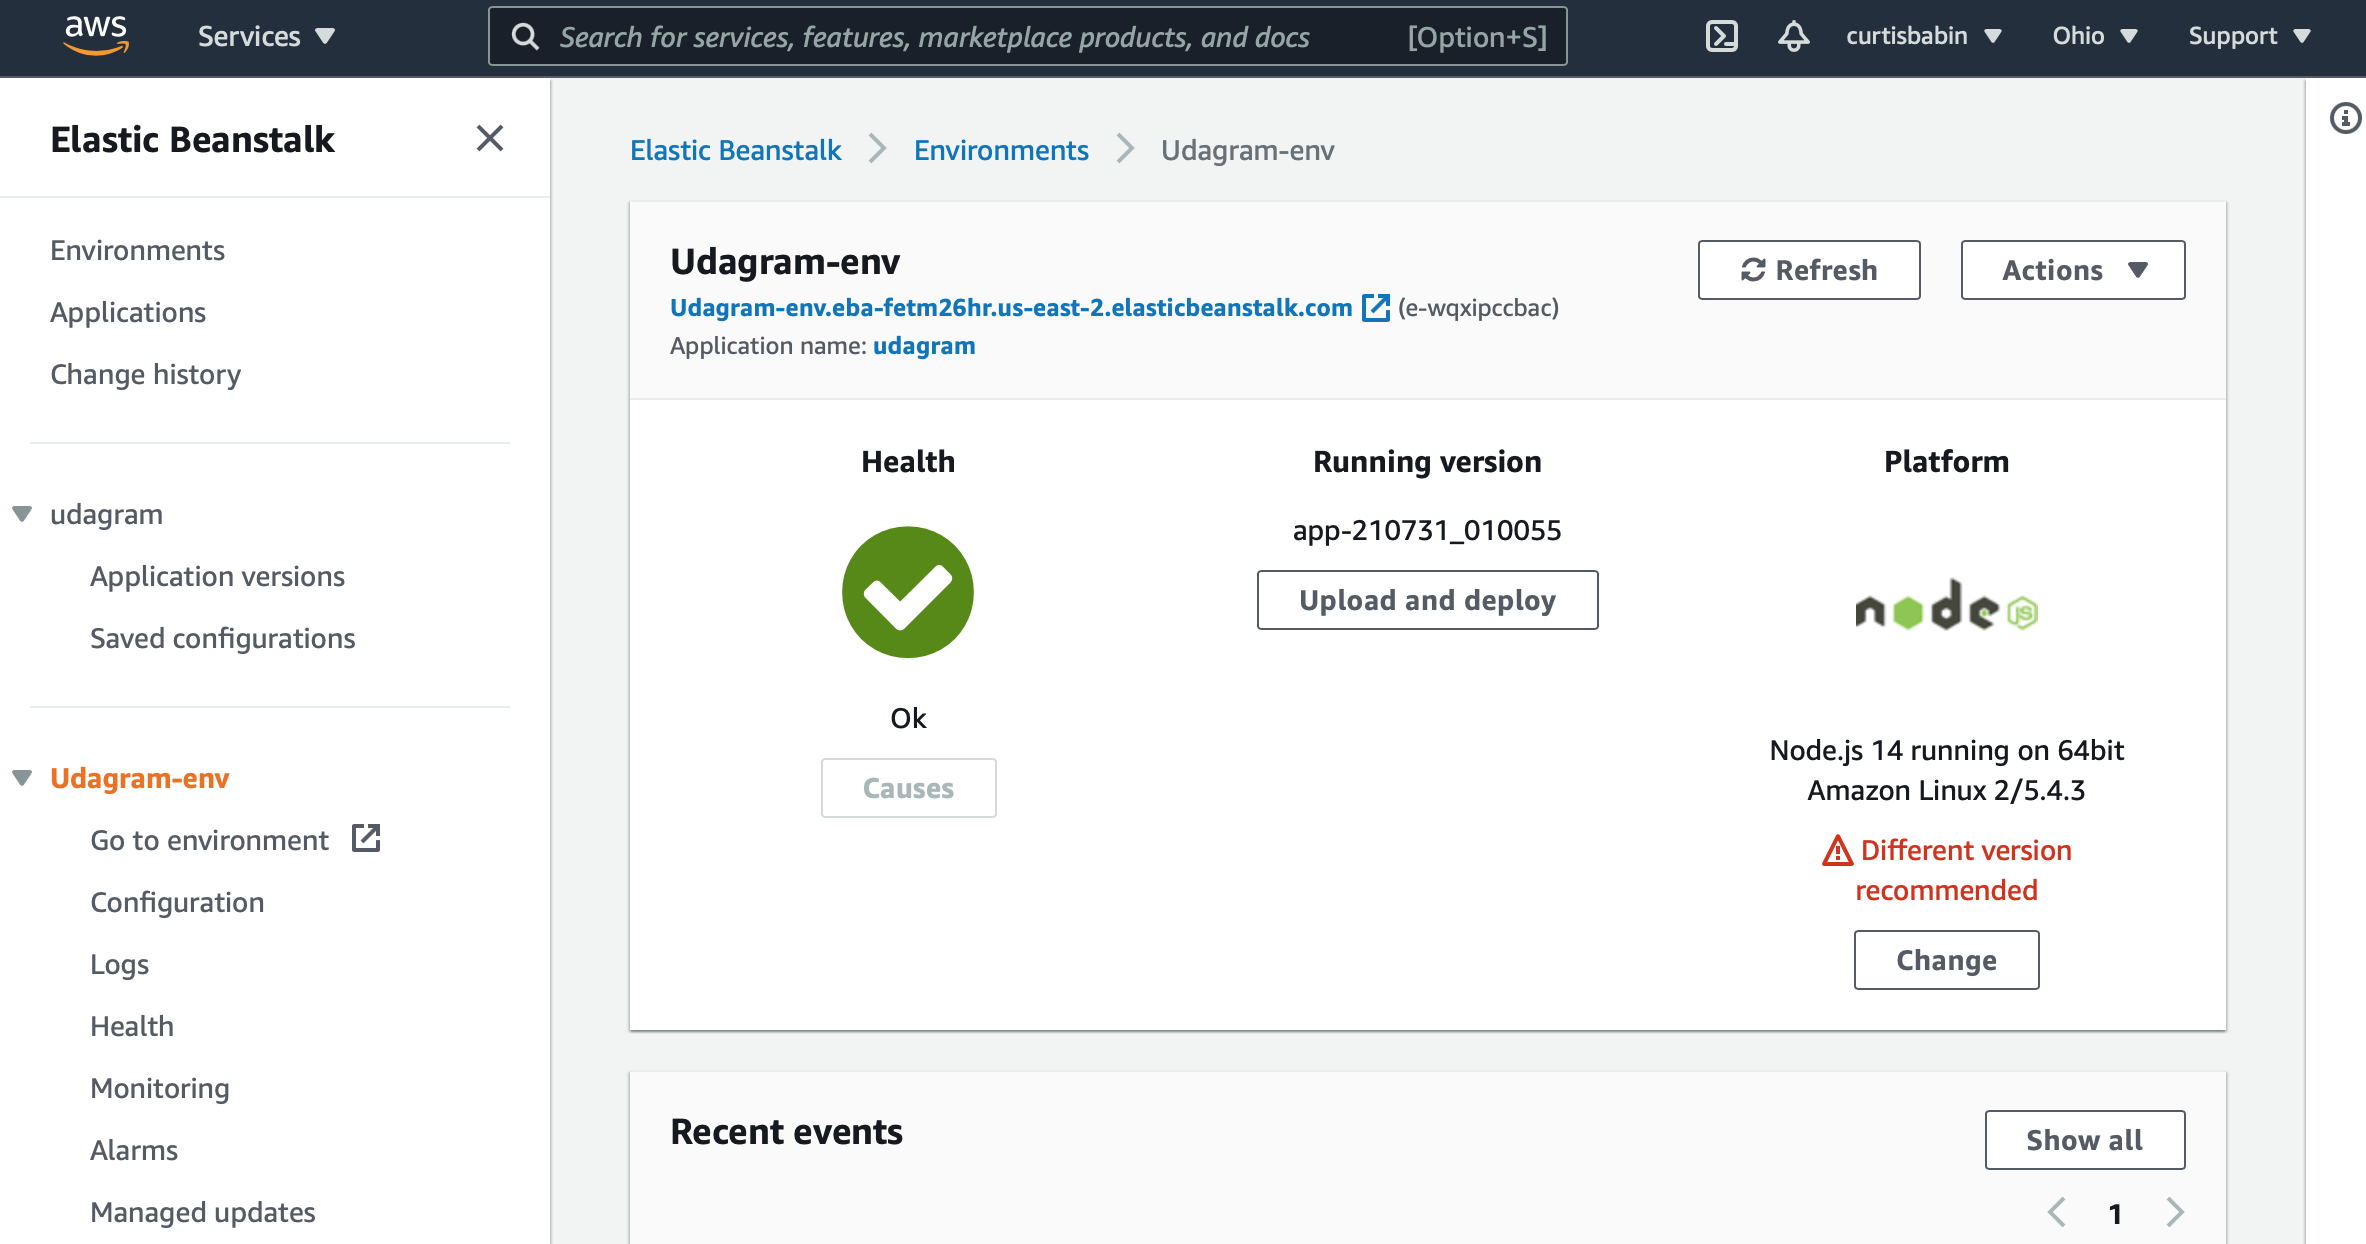 aws
Services
Search for services, features, marketplace products, and docs
[Option+S]
curtisbabin
Ohio
Support
Elastic Beanstalk
Environments
Applications
Change history
udagram
Application versions
Saved configurations
Udagram-env
Go to environment
Configuration
Logs
Health
Monitoring
Alarms
Managed updates
Elastic Beanstalk
Environments
Udagram-env
Udagram-env
Udagram-env.eba-fetm26hr.us-east-2.elasticbeanstalk.com (e-wqxipccbac)
Application name: udagram
Refresh
Actions
Health
Ok
Causes
Running version
app-210731_010055
Upload and deploy
Platform
node JS
Node.js 14 running on 64bit
Amazon Linux 2/5.4.3
Different version
recommended
Change
Recent events
Show all
1